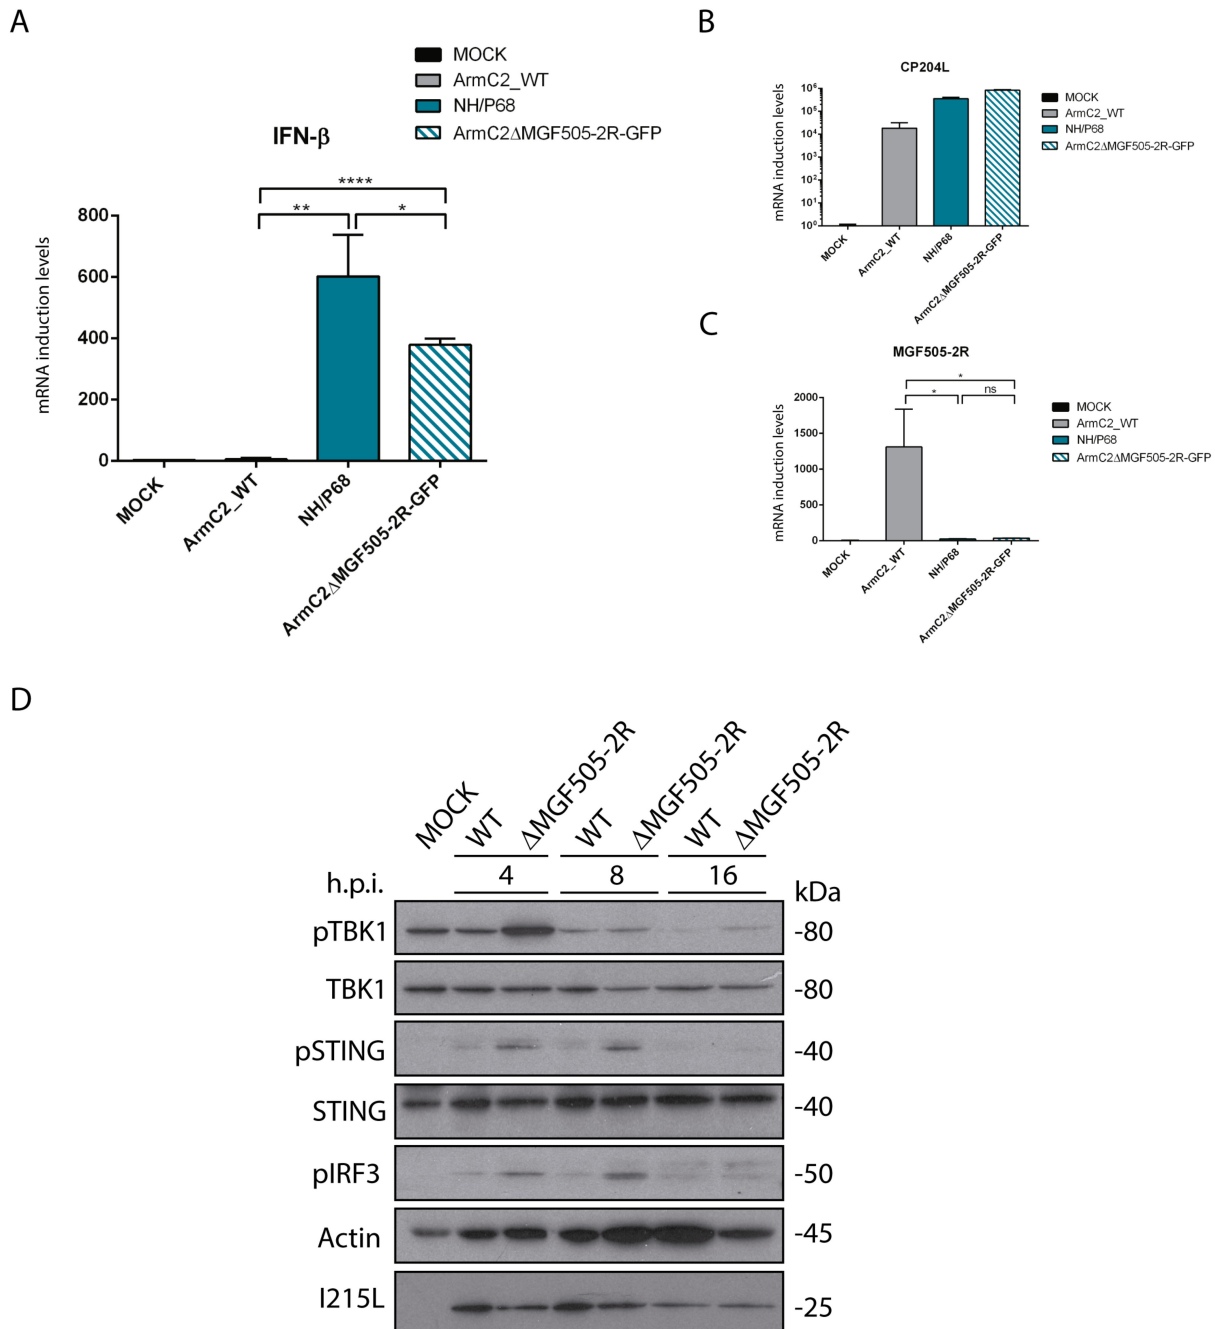 A
MOCK
ArmC2_WT
NH/P68
ArmC2ΔMGF505-2R-GFP
IFN-β
****
** *
mRNA induction levels
800
600
400
200
0
MOCK
ArmC2_WT
NH/P68
ArmC2ΔMGF505-2R-GFP
B
CP204L
MOCK
ArmC2_WT
NH/P68
ArmC2ΔMGF505-2R-GFP
mRNA induction levels
10⁶
10⁵
10⁴
10³
10²
10¹
10⁰
MOCK
ArmC2_WT
NH/P68
ArmC2ΔMGF505-2R-GFP
C
MGF505-2R
MOCK
ArmC2_WT
NH/P68
ArmC2ΔMGF505-2R-GFP
*
* ns
mRNA induction levels
2000
1500
1000
500
0
MOCK
ArmC2_WT
NH/P68
ArmC2ΔMGF505-2R-GFP
D
MOCK WT ΔMGF505-2R WT ΔMGF505-2R WT ΔMGF505-2R
h.p.i. 4 8 16 kDa
pTBK1 -80
TBK1 -80
pSTING -40
STING -40
pIRF3 -50
Actin -45
I215L -25